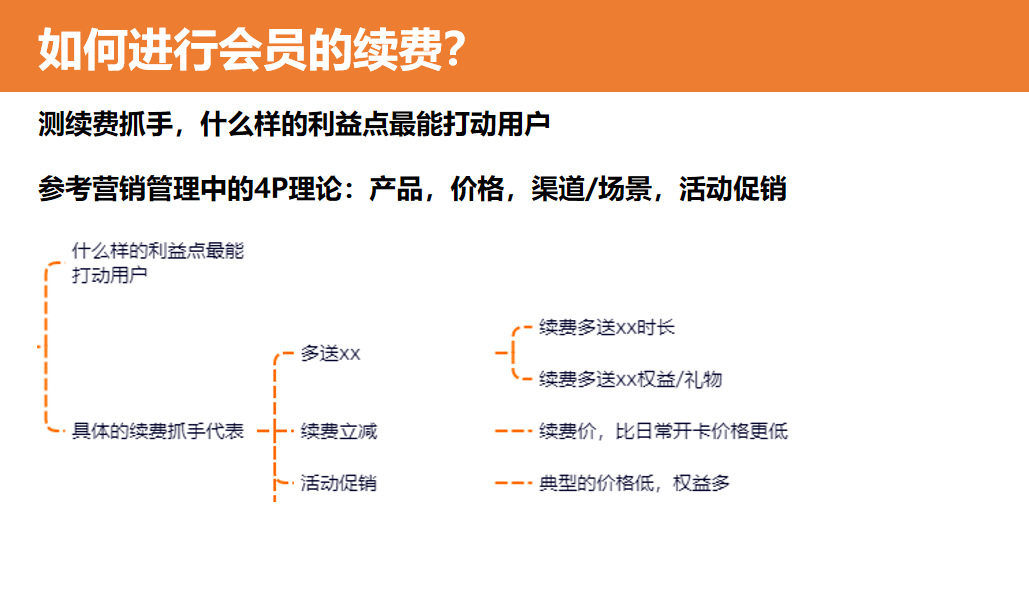 如何进行会员的续费？
测续费抓手，什么样的利益点最能打动用户
参考营销管理中的4P理论：产品，价格，渠道/场景，活动促销
什么样的利益点最能
打动用户
续费多送xx时长
多送xx
续费多送xx权益/礼物
具体的续费抓手代表
续费立减
续费价，比日常开卡价格更低
活动促销
典型的价格低，权益多